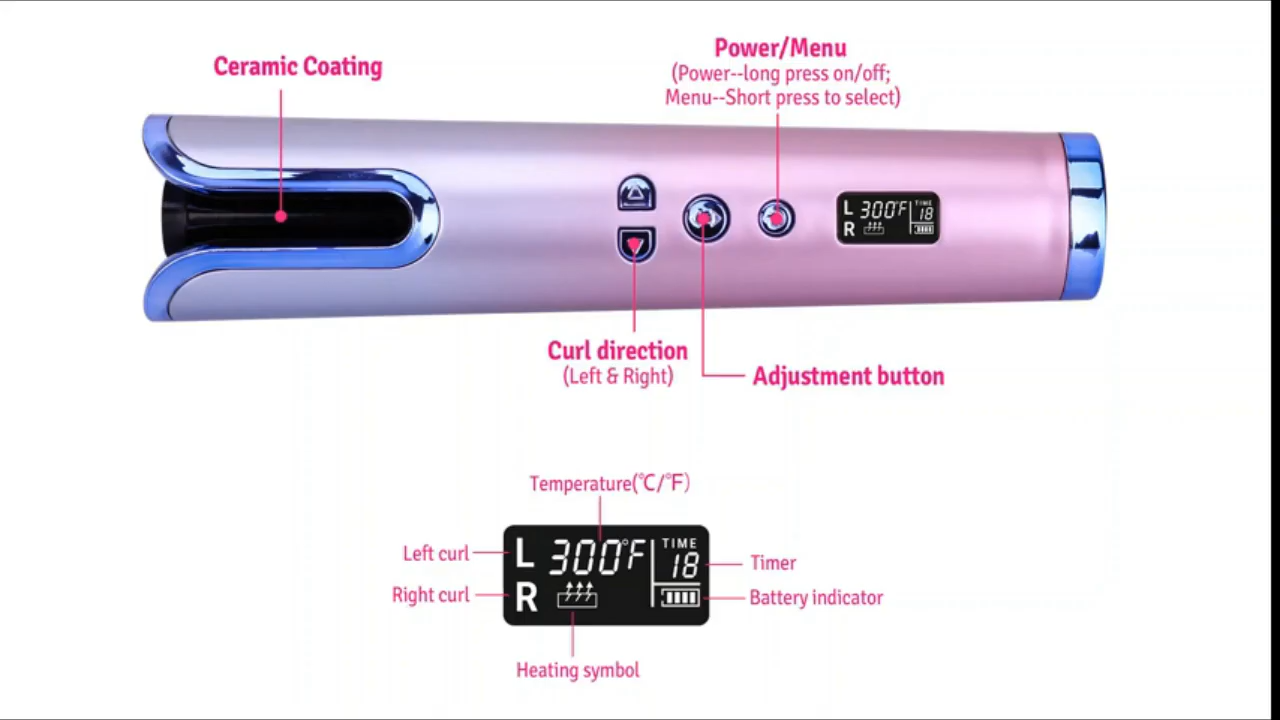 Power/Menu
(Power--long press on/off;
Menu--Short press to select)
Ceramic Coating
L 300°F TIME 18
R
Curl direction
(Left & Right)
Adjustment button
Temperature(℃/℉)
Left curl
L 300°F
TIME
18
Timer
Right curl
R
Battery indicator
Heating symbol